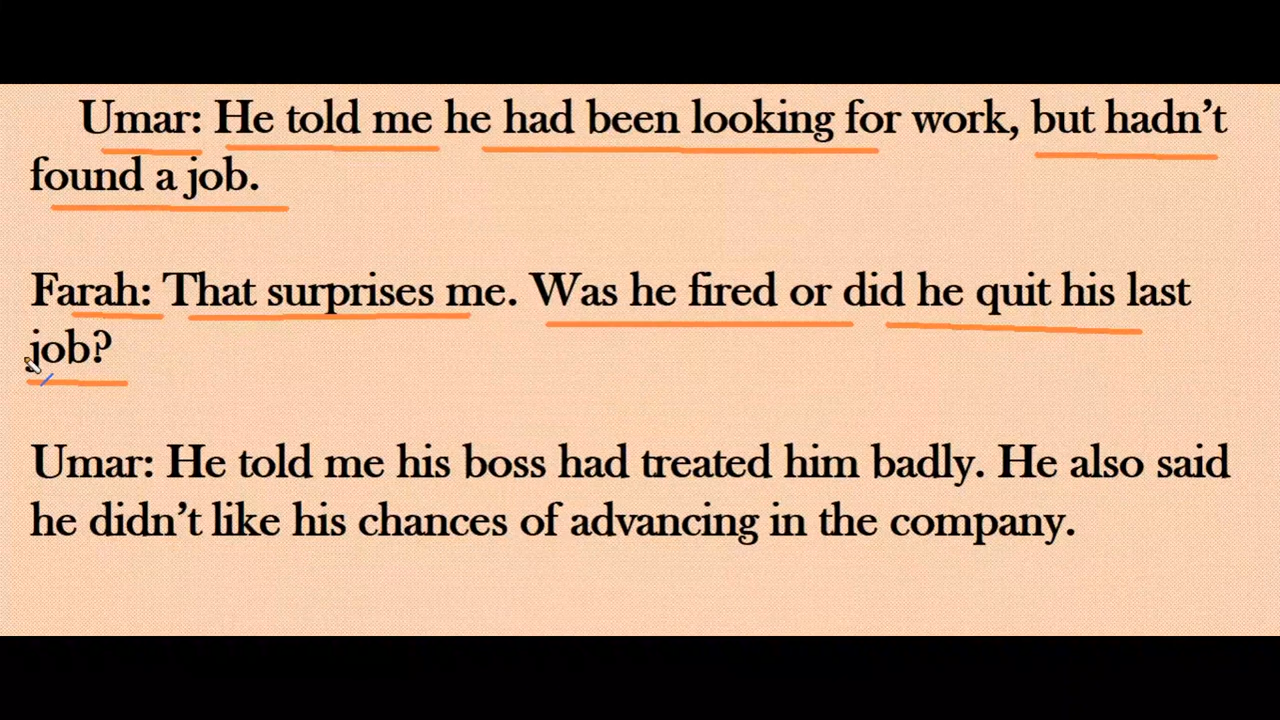 Umar: He told me he had been looking for work, but hadn’t
found a job.
Farah: That surprises me. Was he fired or did he quit his last
job?
Umar: He told me his boss had treated him badly. He also said
he didn’t like his chances of advancing in the company.